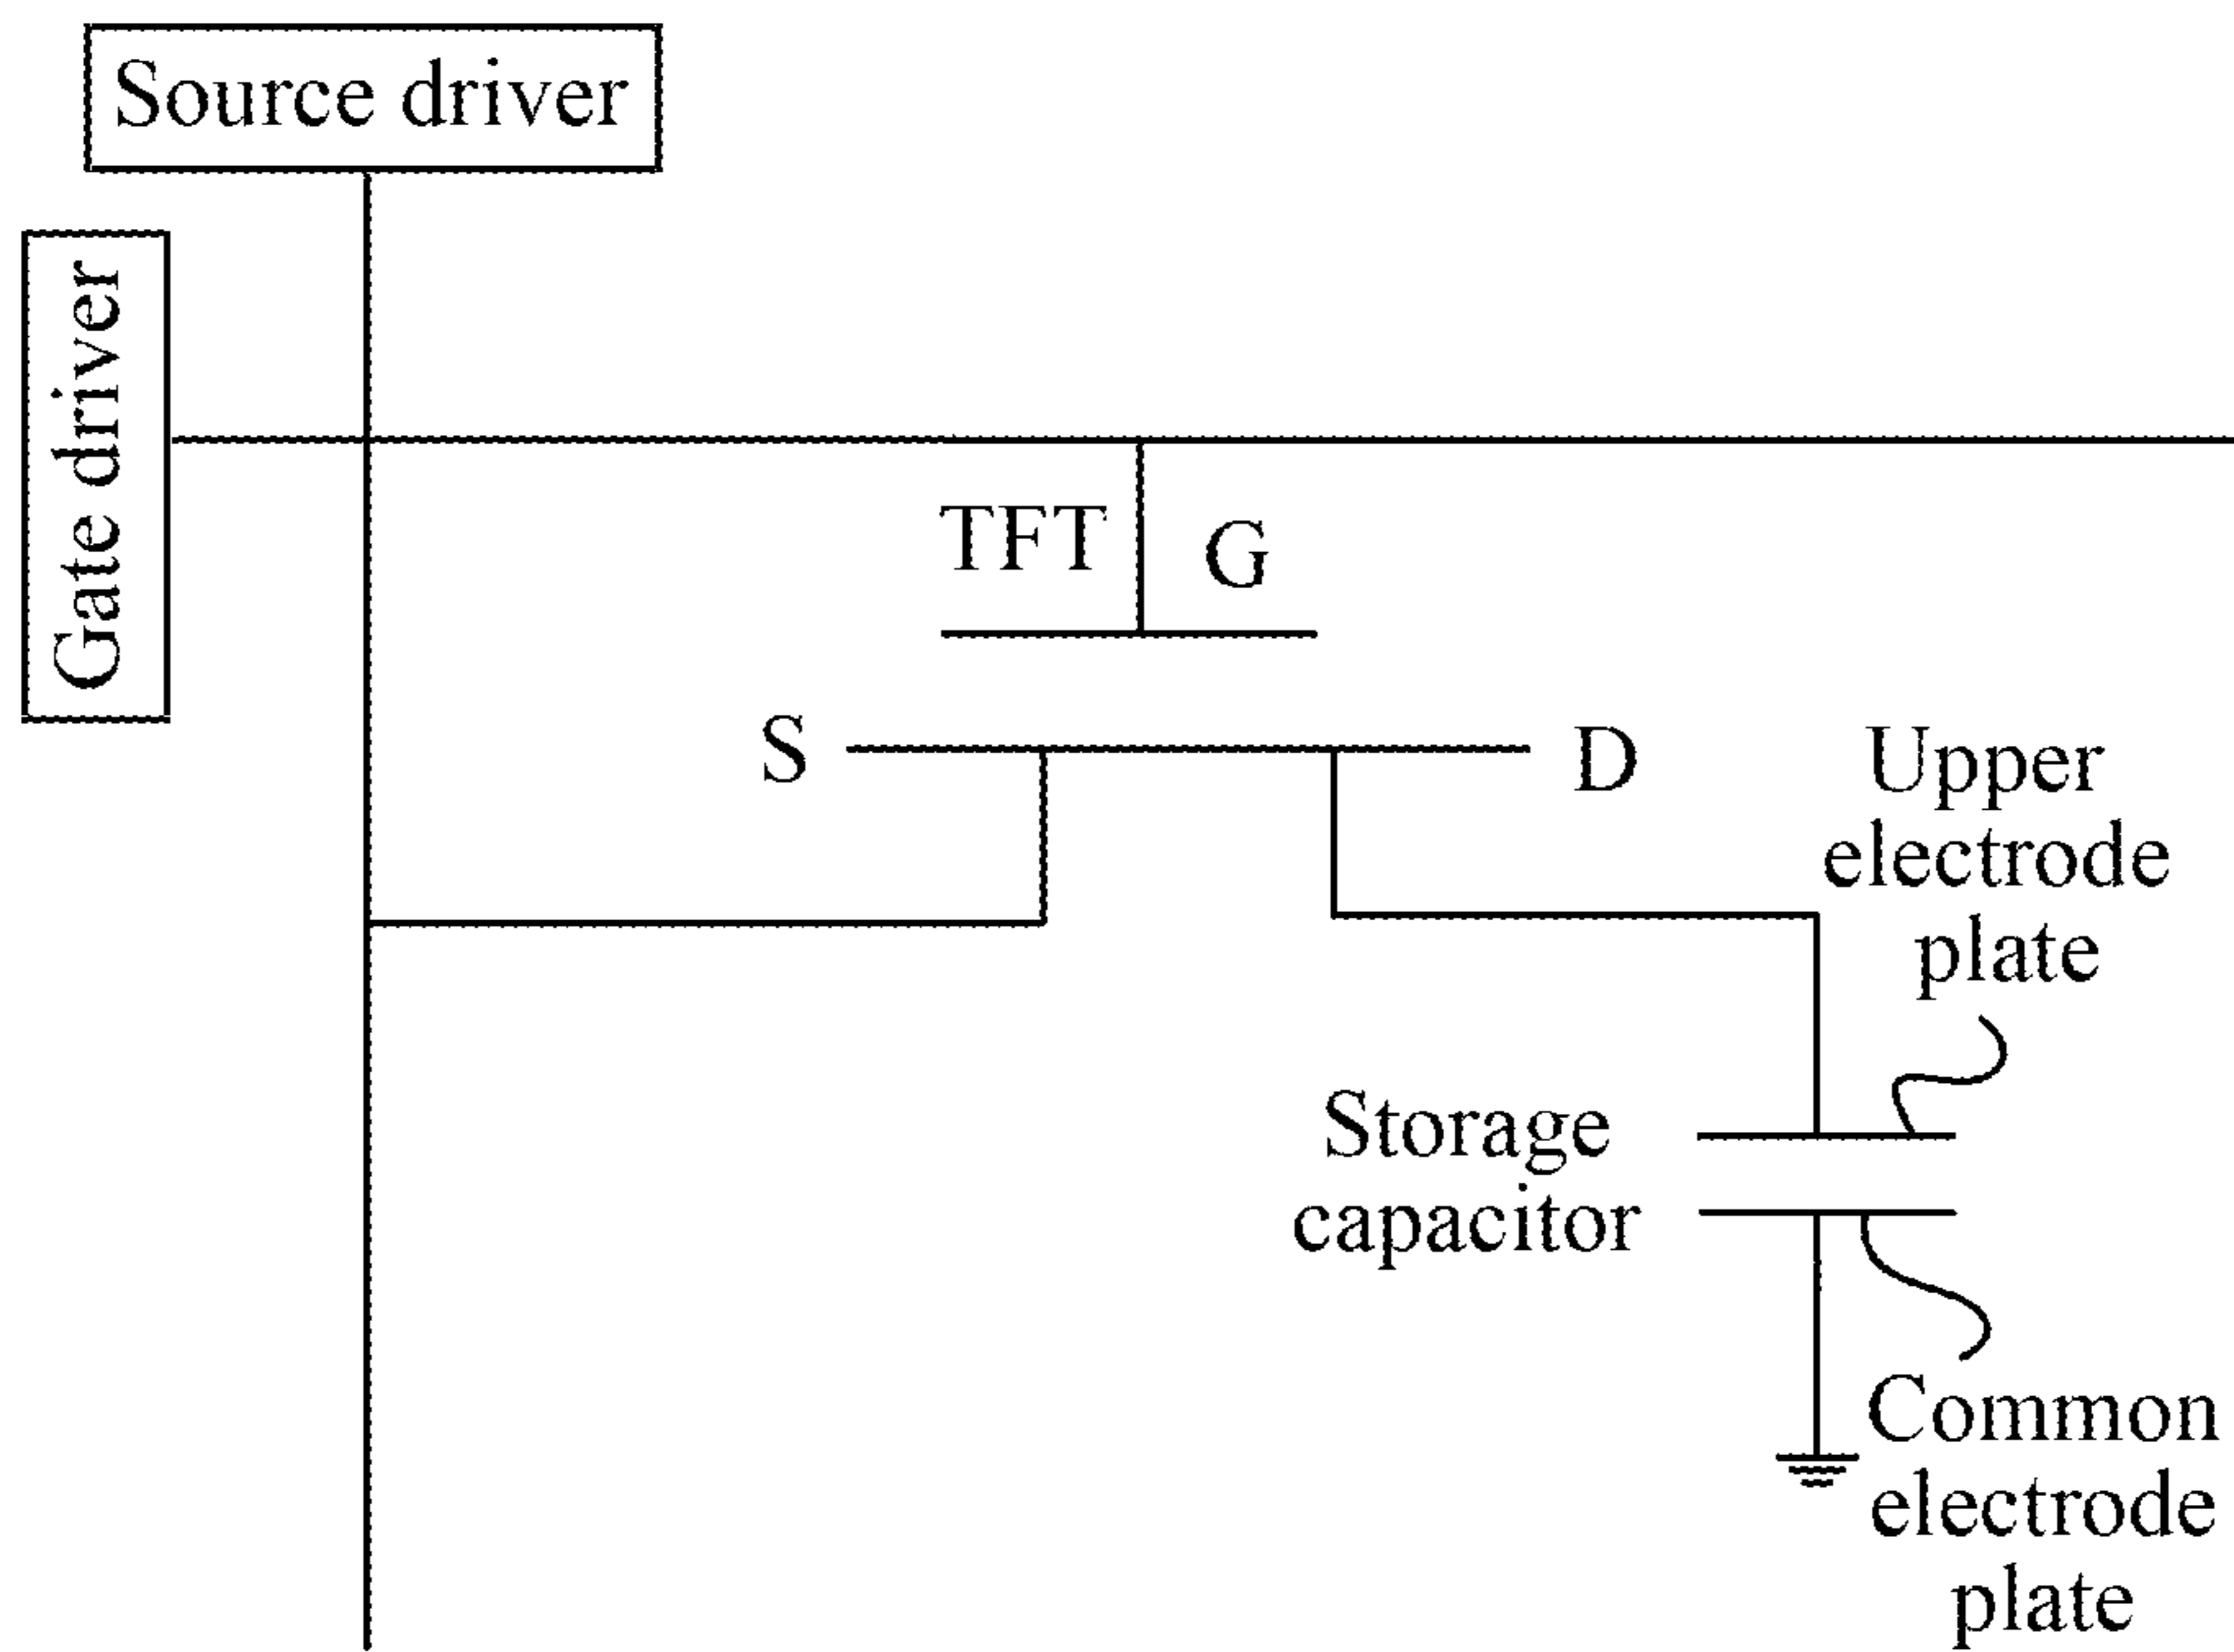 Source driver
Gate driver
TFT
G
S
D
Upper
electrode
plate
Storage
capacitor
Common
electrode
plate